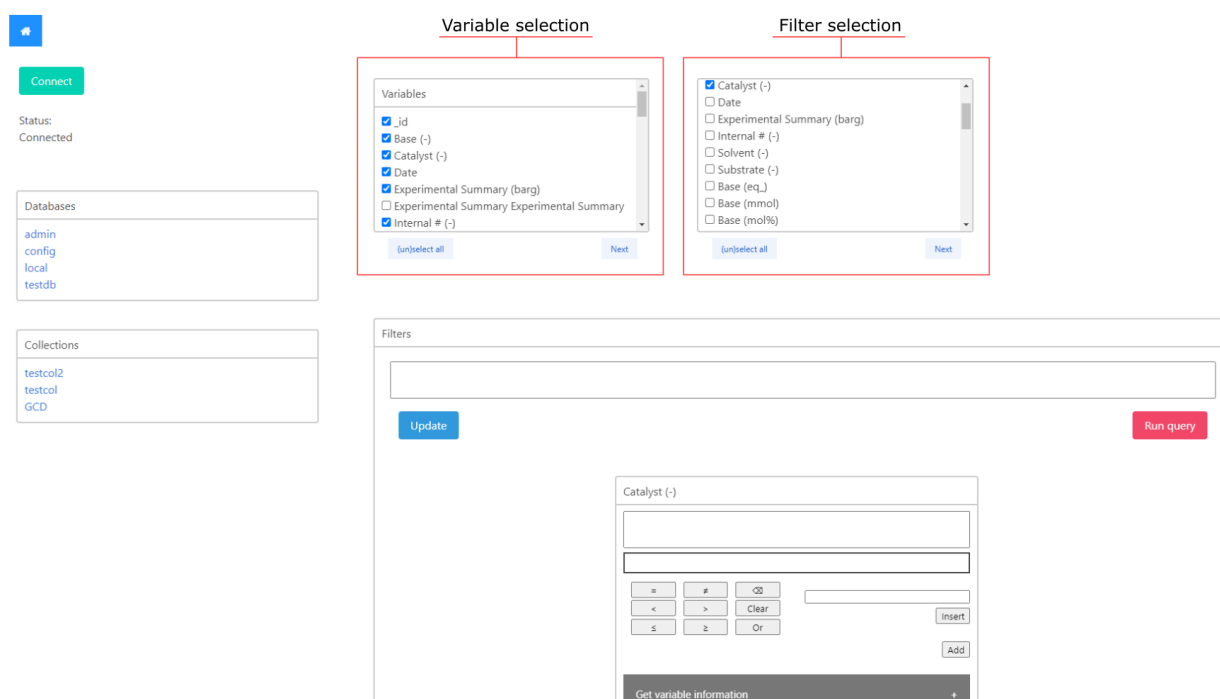 Variable selection
Filter selection
Connect
Status:
Connected
Databases
admin
config
local
testdb
Collections
testcol2
testcol
GCD
Variables
_id
Base (-)
Catalyst (-)
Date
Experimental Summary (barg)
Experimental Summary Experimental Summary
Internal # (-)
(un)select all
Next
Catalyst (-)
Date
Experimental Summary (barg)
Internal # (-)
Solvent (-)
Substrate (-)
Base (eq_)
Base (mmol)
Base (mol%)
(un)select all
Next
Filters
Update
Run query
Catalyst (-)
= ≠ ⌫
< > Clear
≤ ≥ Or
Insert
Add
Get variable information +